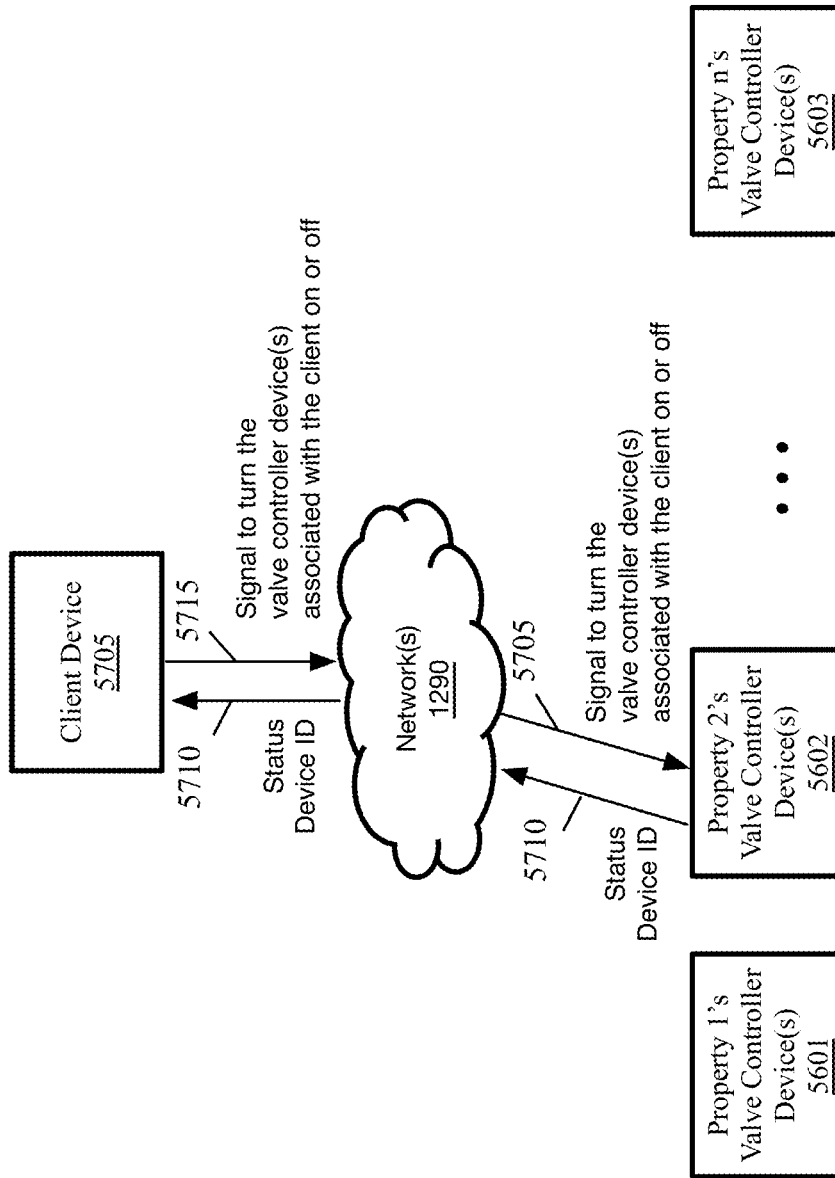 Client Device
5705
5710
5715
Status
Device ID
Signal to turn the
valve controller device(s)
associated with the client on or off
Network(s)
1290
5710
5705
Status
Device ID
Signal to turn the
valve controller device(s)
associated with the client on or off
Property 1's
Valve Controller
Device(s)
5601
Property 2's
Valve Controller
Device(s)
5602
Property n's
Valve Controller
Device(s)
5603